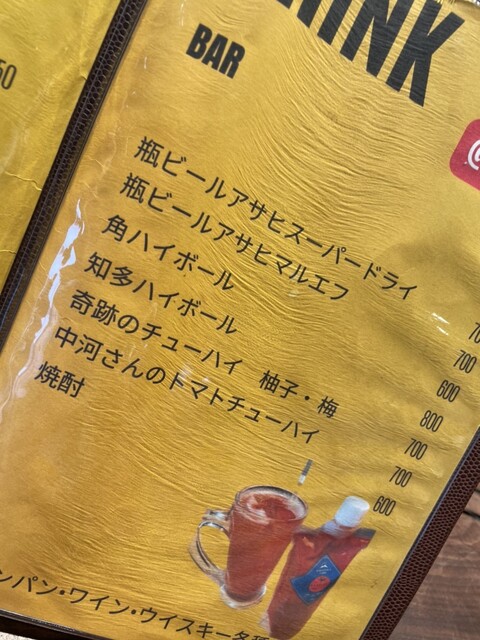 BAR
瓶ビールアサヒスーパードライ
瓶ビールアサヒマルエフ 700
角ハイボール 600
知多ハイボール 800
奇跡のチューハイ 柚子・梅 700
中河さんのトマトチューハイ 700
焼酎 600
ンパン・ワイン・ウイスキー各種